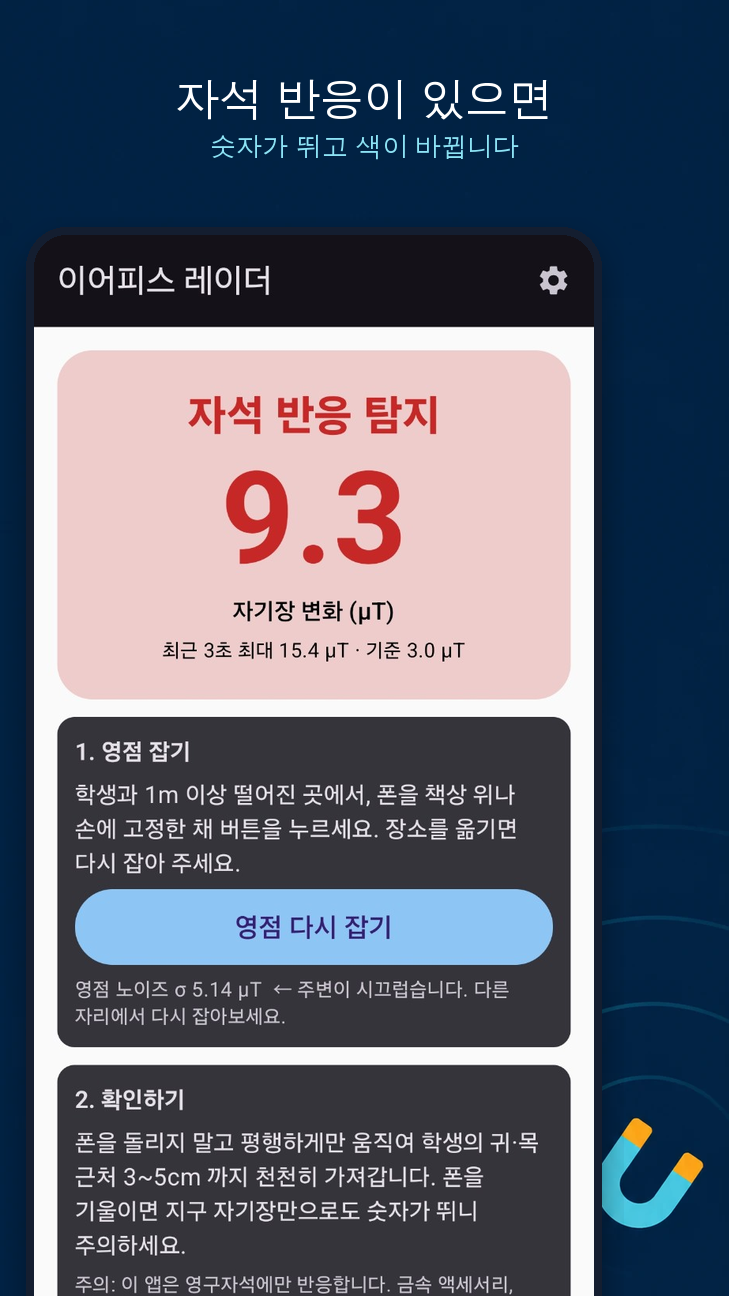 자석 반응이 있으면
숫자가 뛰고 색이 바뀝니다
이어피스 레이더
자석 반응 탐지
9.3
자기장 변화 (µT)
최근 3초 최대 15.4 µT · 기준 3.0 µT
1. 영점 잡기
학생과 1m 이상 떨어진 곳에서, 폰을 책상 위나
손에 고정한 채 버튼을 누르세요. 장소를 옮기면
다시 잡아 주세요.
영점 다시 잡기
영점 노이즈 σ 5.14 µT ← 주변이 시끄럽습니다. 다른
자리에서 다시 잡아보세요.
2. 확인하기
폰을 돌리지 말고 평행하게만 움직여 학생의 귀·목
근처 3~5cm 까지 천천히 가져갑니다. 폰을
기울이면 지구 자기장만으로도 숫자가 뛰니
주의하세요.
주의: 이 앱은 영구자석에만 반응합니다. 금속 액세서리,